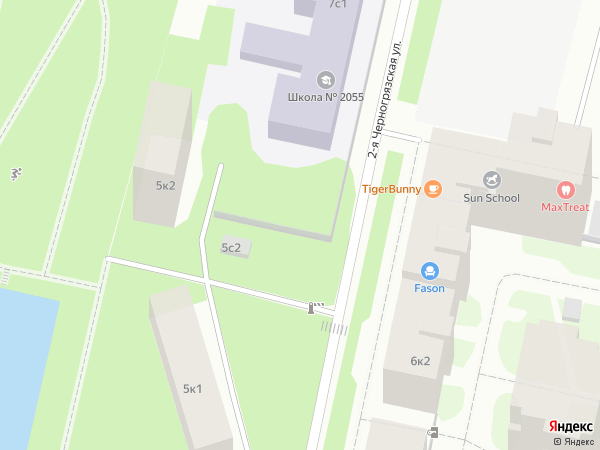 7с1
Школа № 2055
2-я Черногрязская ул.
5к2
TigerBunny
Sun School
MaxTreat
5с2
Fason
6к2
5к1
Яндекс
© Яндекс